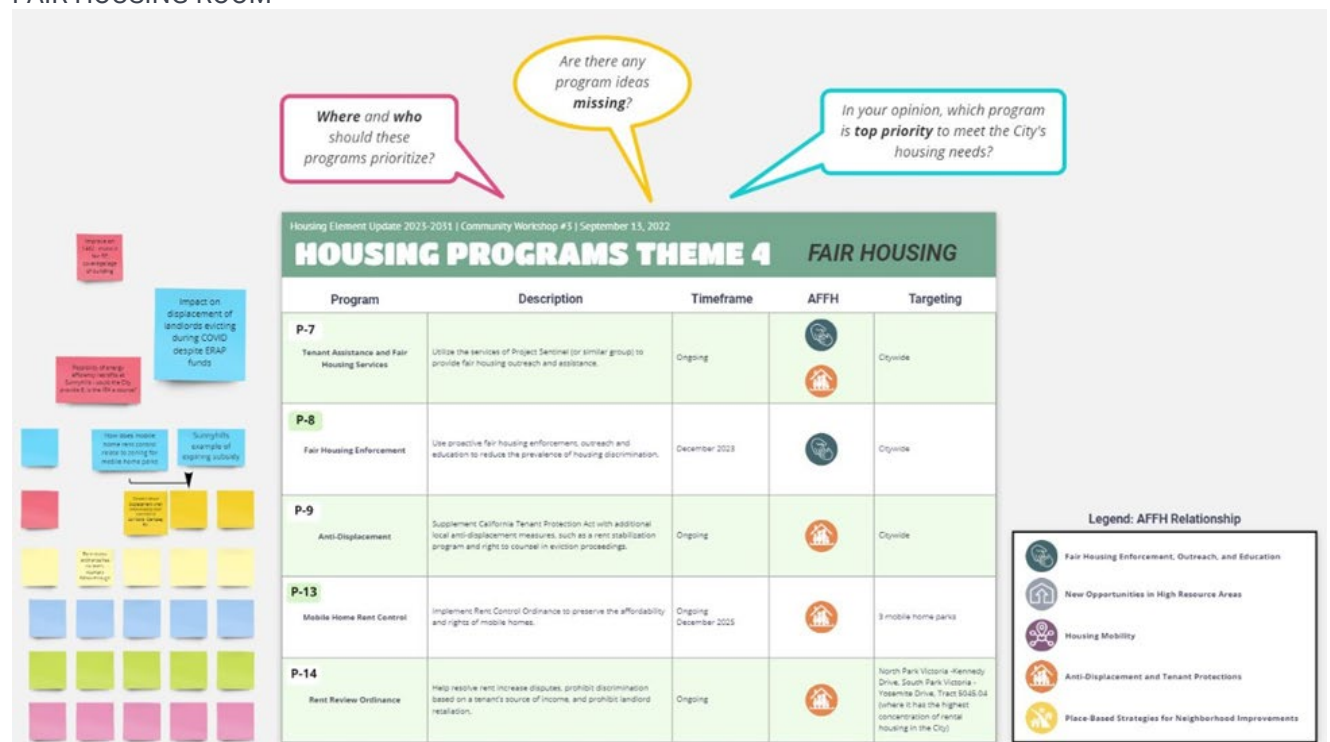 FAIR HOUSING ROOM
Are there any
program ideas
missing?
Where and who
should these
programs prioritize?
In your opinion, which program
is top priority to meet the City's
housing needs?
Housing Element Update 2023-2031 | Community Workshop #3 | September 13, 2022
HOUSING PROGRAMS THEME 4 FAIR HOUSING
Program Description Timeframe AFFH Targeting
P-7
Tenant Assistance and Fair
Housing Services
Utilize the services of Project Sentinel (or similar group) to
provide fair housing outreach and assistance.
Ongoing
Citywide
P-8
Fair Housing Enforcement
Use proactive fair housing enforcement, outreach and
education to reduce the prevalence of housing discrimination.
December 2023
Citywide
P-9
Anti-Displacement
Supplement California Tenant Protection Act with additional
local anti-displacement measures, such as a rent stabilization
program and right to counsel in eviction proceedings.
Ongoing
Citywide
P-13
Mobile Home Rent Control
Implement Rent Control Ordinance to preserve the affordability
and rights of mobile homes.
Ongoing
December 2025
3 mobile home parks
P-14
Rent Review Ordinance
Help resolve rent increase disputes, prohibit discrimination
based on a tenant's source of income, and prohibit landlord
retaliation.
Ongoing
North Park Victoria -Kennedy
Drive, South Park Victoria -
Yosemite Drive, Tract 5045.04
(where it has the highest
concentration of rental
housing in the City)
Impact on
displacement of
landlords evicting
during COVID
despite ERAP
funds
How does mobile
home rent control
relate to zoning for
mobile home parks
Sunnyhills
example of
expiring subsidy
Legend: AFFH Relationship
Fair Housing Enforcement, Outreach, and Education
New Opportunities in High Resource Areas
Housing Mobility
Anti-Displacement and Tenant Protections
Place-Based Strategies for Neighborhood Improvements